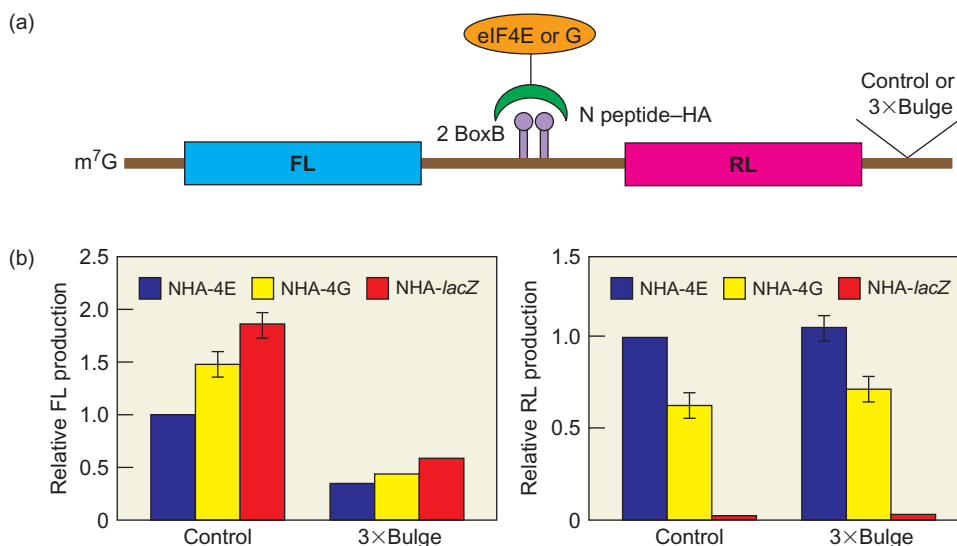 (a)
eIF4E or G
Control or
3×Bulge
N peptide–HA
2 BoxB
m⁷G
FL
RL
(b)
2.5
2.0
1.5
1.0
0.5
0
Relative FL production
NHA-4E NHA-4G NHA-lacZ
Control 3×Bulge
1.5
1.0
0.5
0
Relative RL production
NHA-4E NHA-4G NHA-lacZ
Control 3×Bulge